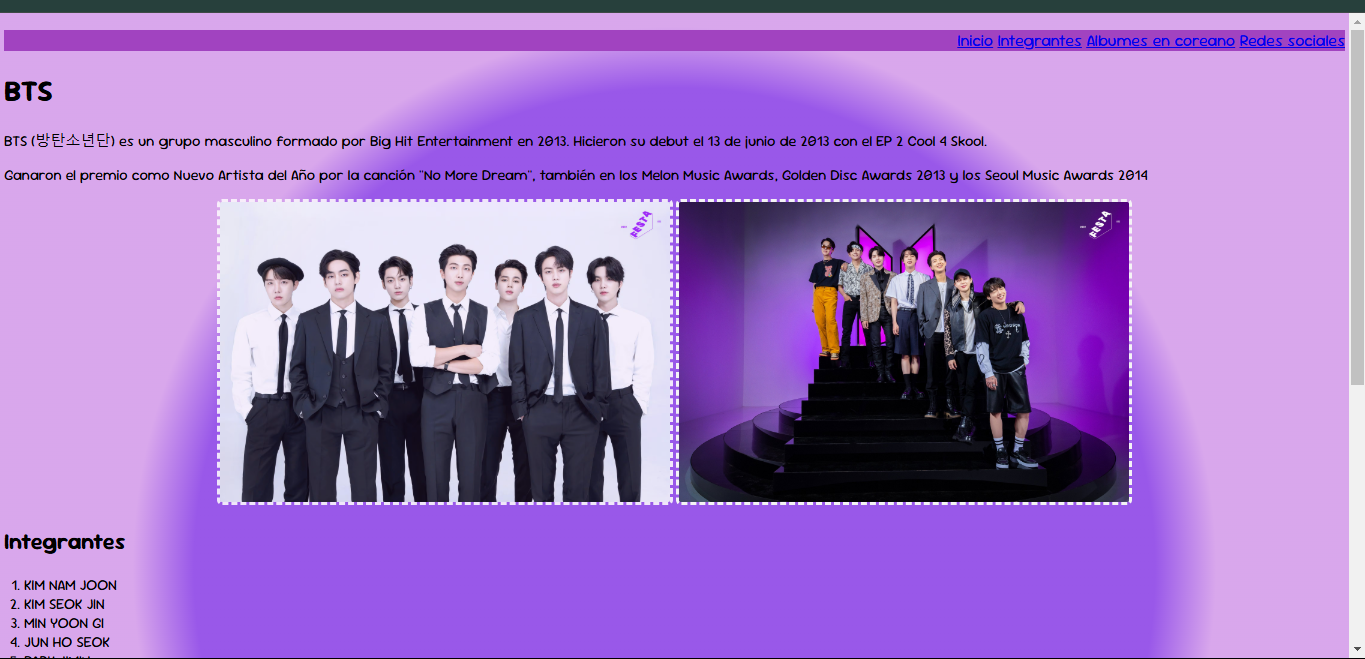 Inicio Integrantes Albumes en coreano Redes sociales
BTS
BTS (방탄소년단) es un grupo masculino formado por Big Hit Entertainment en 2013. Hicieron su debut el 13 de junio de 2013 con el EP 2 Cool 4 Skool.
Ganaron el premio como Nuevo Artista del Año por la canción "No More Dream", también en los Melon Music Awards, Golden Disc Awards 2013 y los Seoul Music Awards 2014
FESTA
FESTA
Integrantes
1. KIM NAM JOON
2. KIM SEOK JIN
3. MIN YOON GI
4. JUN HO SEOK